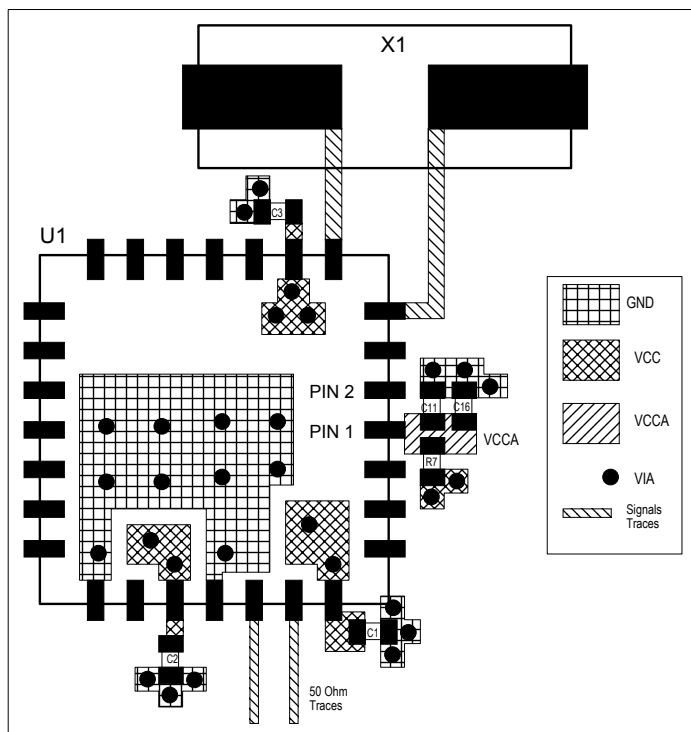 X1
C3
U1
GND
PIN 2
VCC
C11 C16
PIN 1
VCCA
VCCA
R7
VIA
Signals
Traces
C1
C2
50 Ohm
Traces